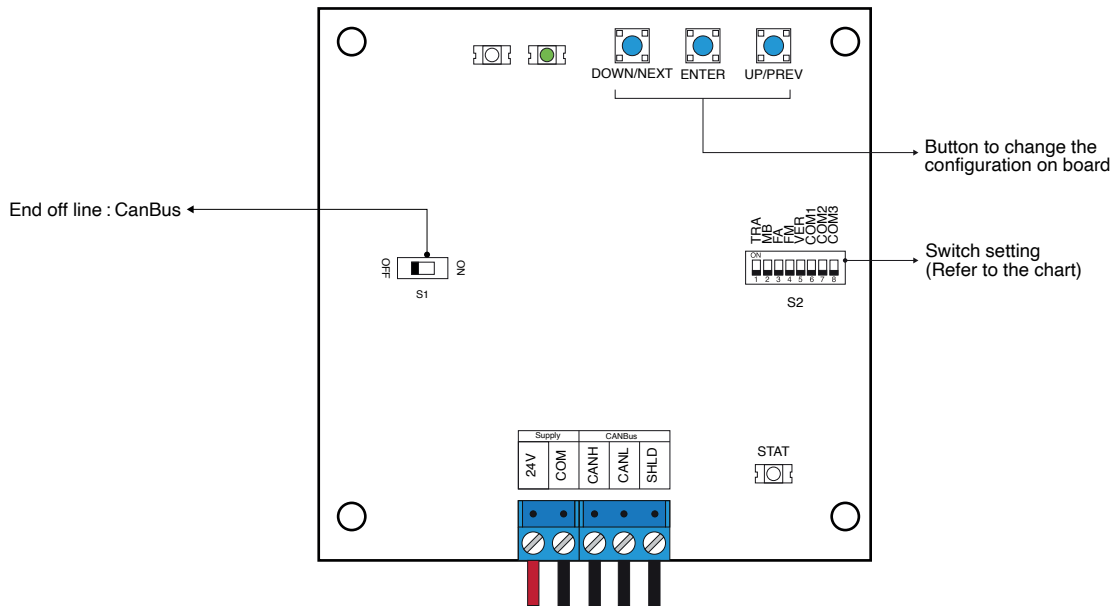 DOWN/NEXT ENTER UP/PREV
Button to change the
configuration on board
End off line : CanBus
OFF ON
S1
TRA
MB
FA
FM
VER
COM1
COM2
COM3
ON
1 2 3 4 5 6 7 8
S2
Switch setting
(Refer to the chart)
Supply CANBus
24V
COM
CANH
CANL
SHLD
STAT